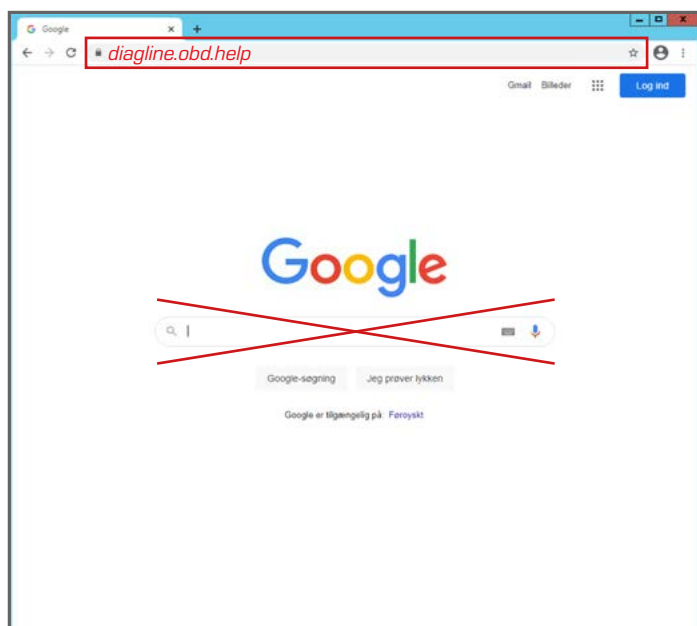 Google
diagline.obd.help
Gmail Billeder Log ind
Google
Google-søgning Jeg prøver lykken
Google er tilgængelig på: Føroyskt